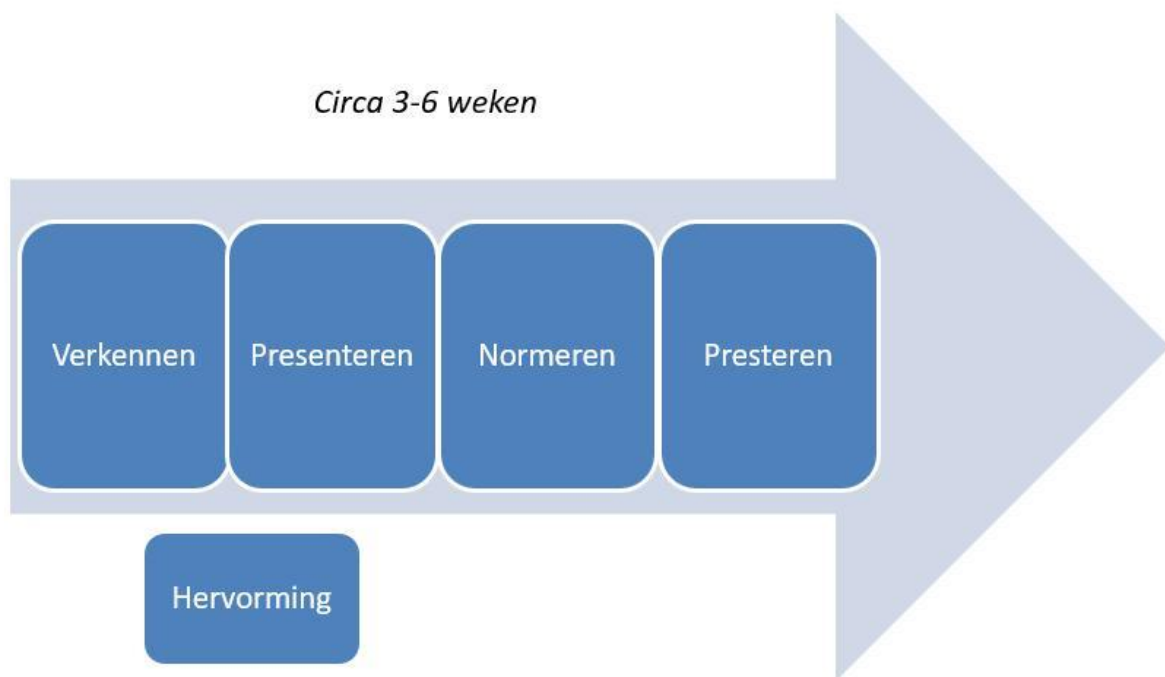 Circa 3-6 weken
Verkennen
Presenteren
Normeren
Presteren
Hervorming